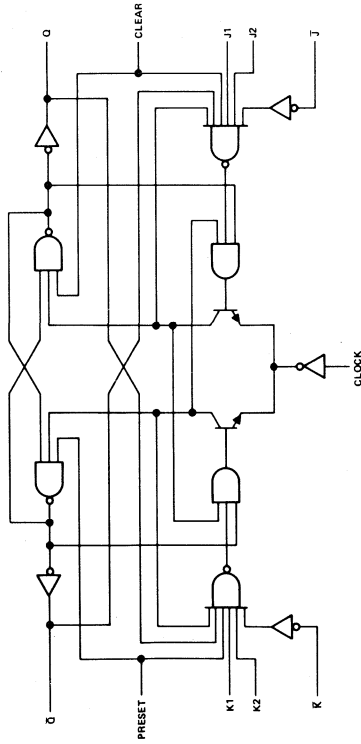 Q
CLEAR
J1
J2
J̅
Q̅
PRESET
K1
K2
K̅
CLOCK